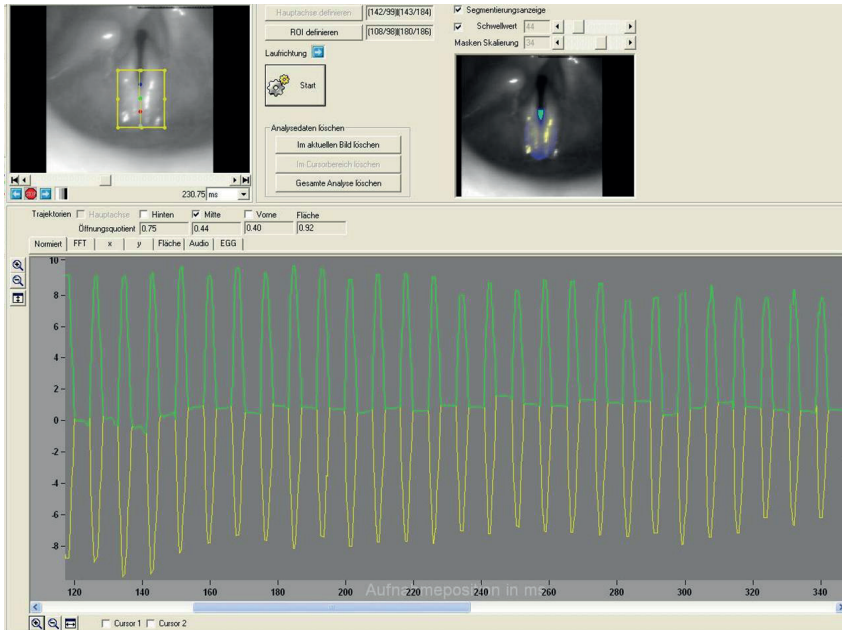 Hauptachse definieren (142/99)(143/184)
ROI definieren (108/98)(180/186)
Laufrichtung
Start
Analysedaten löschen
Im aktuellen Bild löschen
Im Cursorbereich löschen
Gesamte Analyse löschen
Segmentierungsanzeige
Schwellwert 44
Masken Skalierung 34
230.75 ms
Trajektorien Hauptachse Hinten Mitte Vorne Fläche
Öffnungsquotient 0.75 0.44 0.40 0.92
Normiert FFT x y Fläche Audio EGG
10
8
6
4
2
0
-2
-4
-6
-8
120 140 160 180 200 220 240 260 280 300 320 340
Aufnahmeposition in ms
Cursor 1 Cursor 2